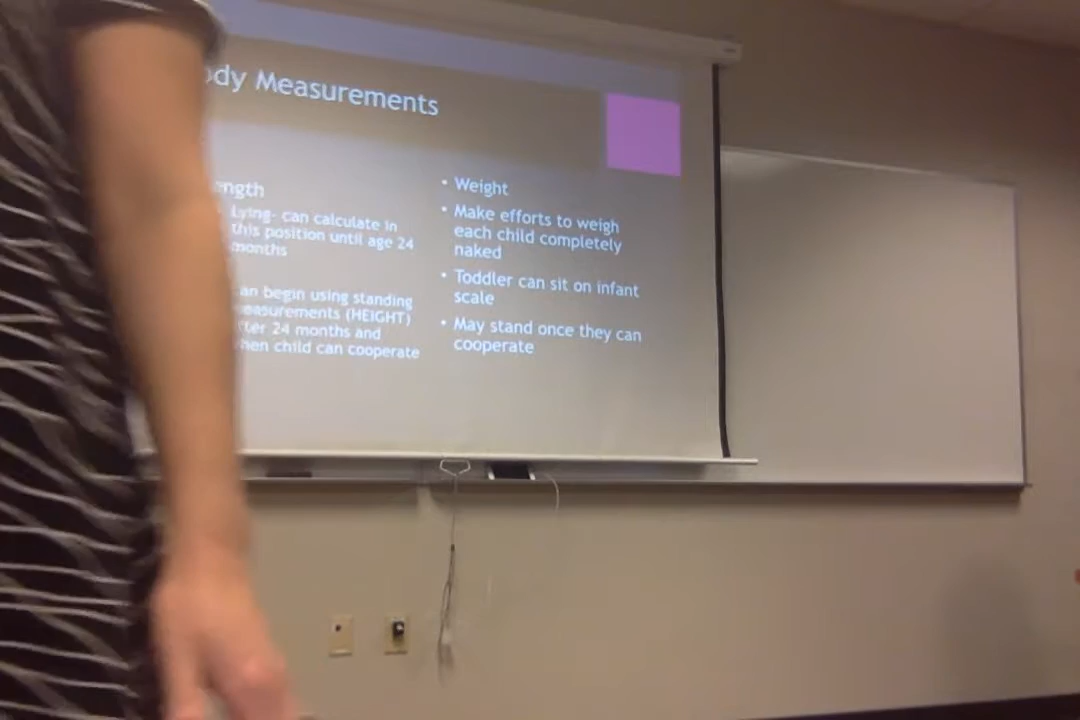 ody Measurements
ength
Lying- can calculate in
this position until age 24
months
an begin using standing
easurements (HEIGHT)
ter 24 months and
hen child can cooperate
• Weight
• Make efforts to weigh
each child completely
naked
• Toddler can sit on infant
scale
• May stand once they can
cooperate